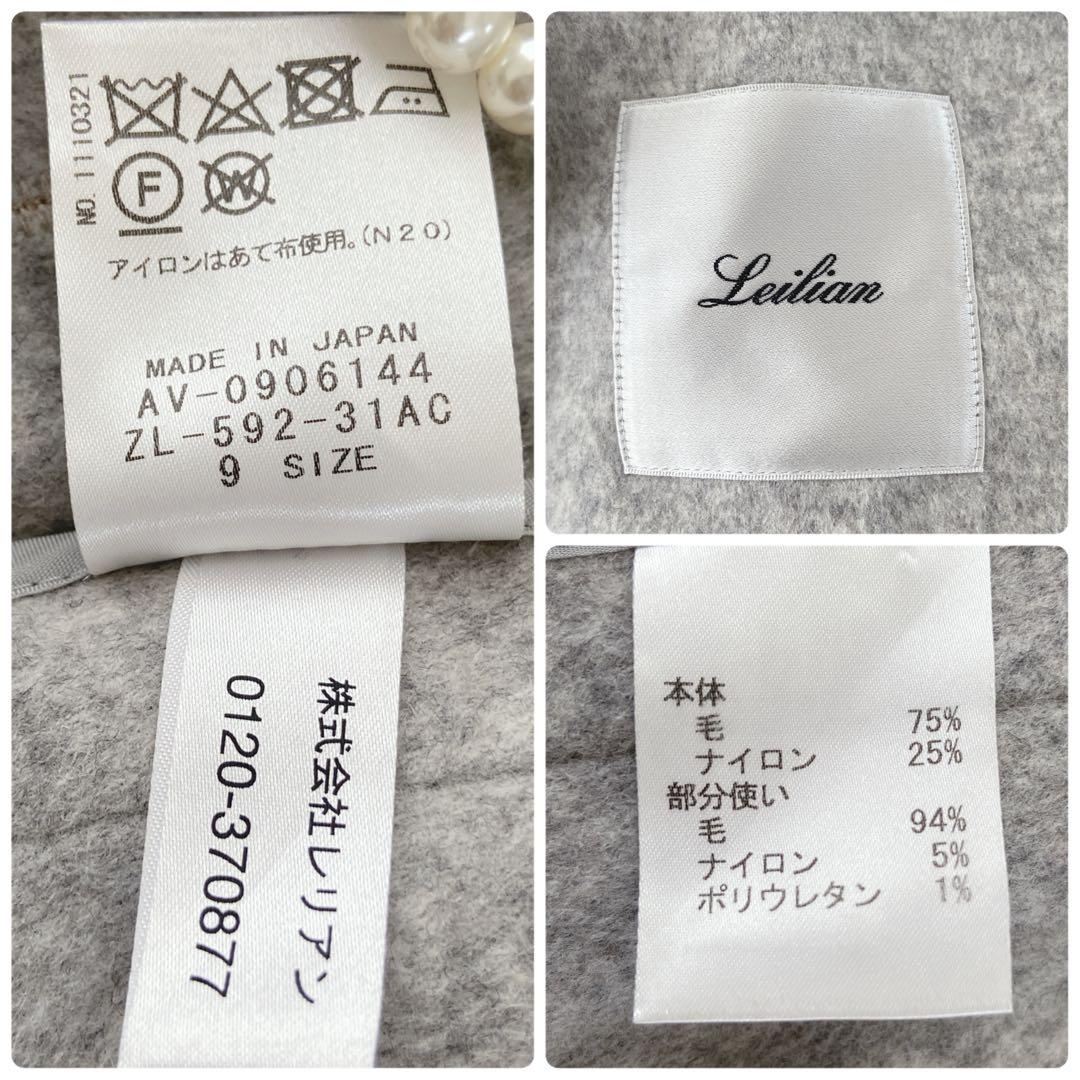 NO. 1110321
F W
アイロンはあて布使用。(N20)
MADE IN JAPAN
AV-0906144
ZL-592-31AC
9 SIZE
株式会社レリアン
0120-370877
Leilian
本体
毛 75%
ナイロン 25%
部分使い
毛 94%
ナイロン 5%
ポリウレタン 1%